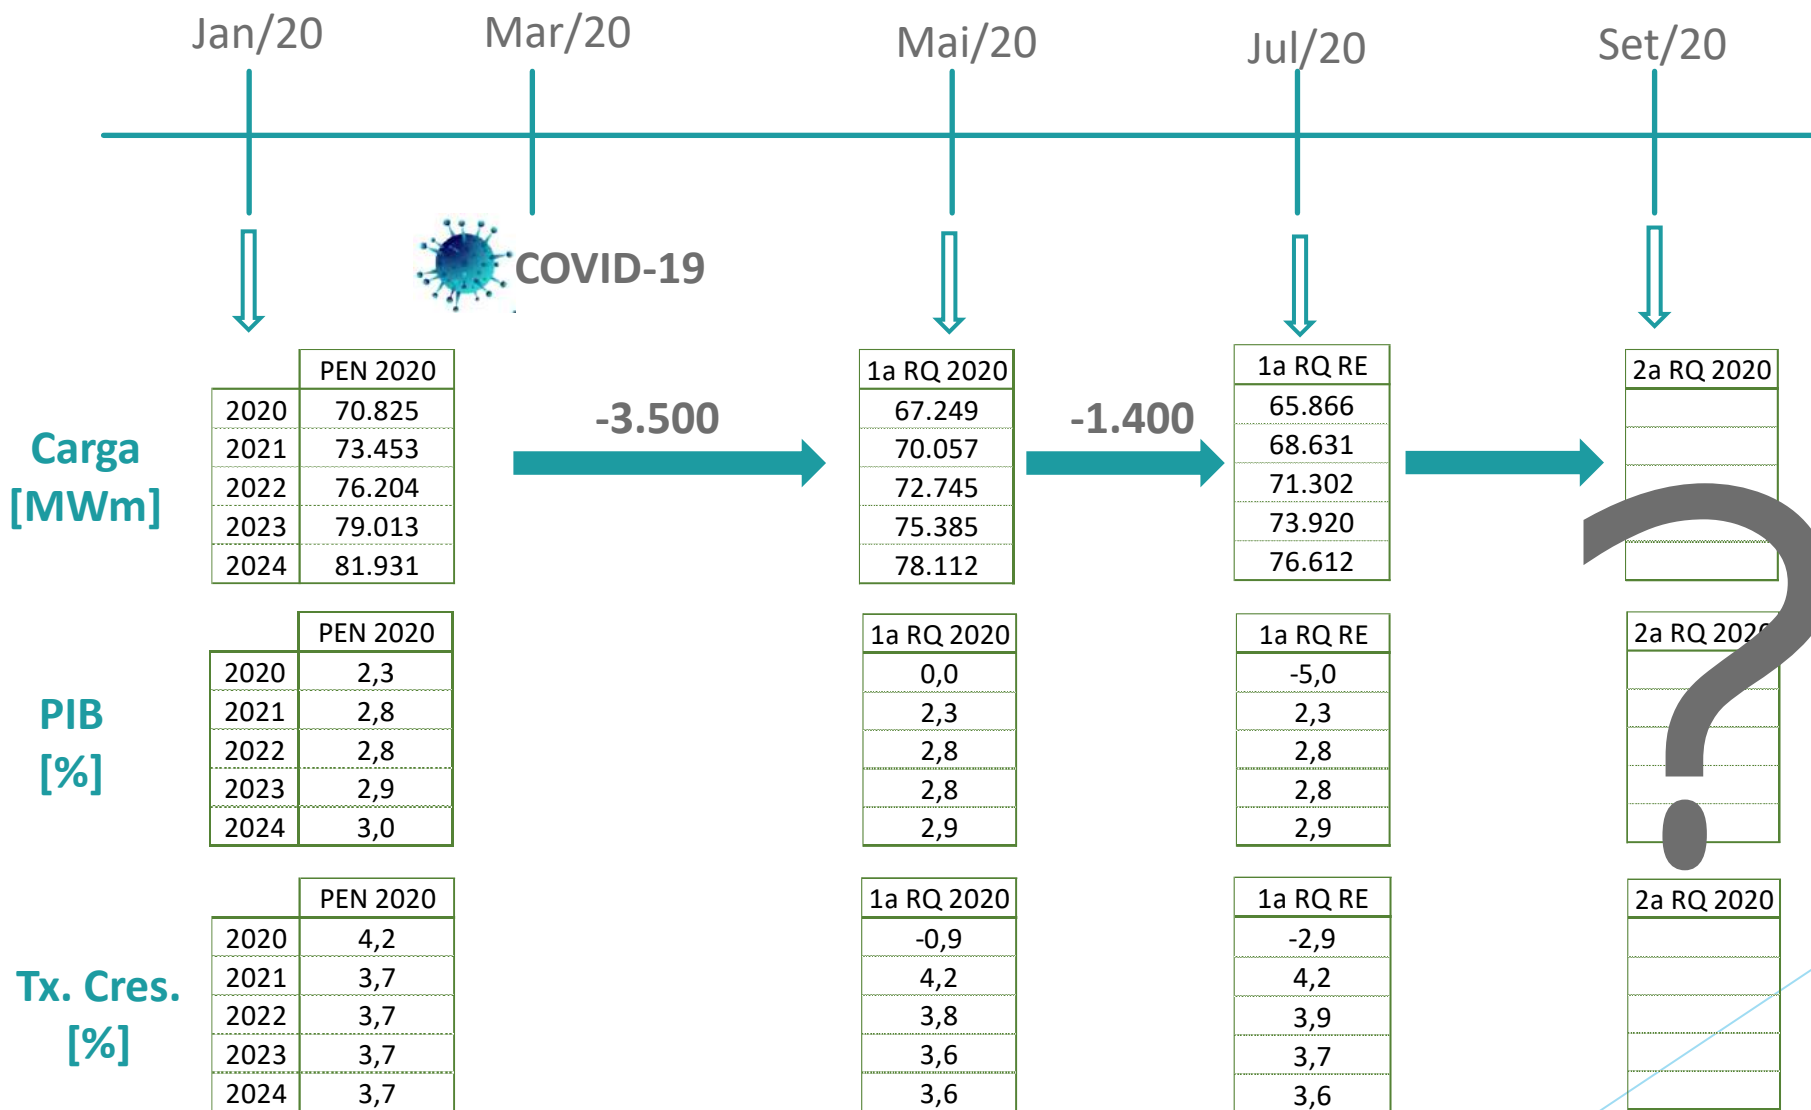 Jan/20 Mar/20 Mai/20 Jul/20 Set/20
COVID-19
Carga
[MWm]
PEN 2020
2020 70.825
2021 73.453
2022 76.204
2023 79.013
2024 81.931
-3.500
1a RQ 2020
67.249
70.057
72.745
75.385
78.112
-1.400
1a RQ RE
65.866
68.631
71.302
73.920
76.612
2a RQ 2020
?
PIB
[%]
PEN 2020
2020 2,3
2021 2,8
2022 2,8
2023 2,9
2024 3,0
1a RQ 2020
0,0
2,3
2,8
2,8
2,9
1a RQ RE
-5,0
2,3
2,8
2,8
2,9
2a RQ 2020
Tx. Cres.
[%]
PEN 2020
2020 4,2
2021 3,7
2022 3,7
2023 3,7
2024 3,7
1a RQ 2020
-0,9
4,2
3,8
3,6
3,6
1a RQ RE
-2,9
4,2
3,9
3,7
3,6
2a RQ 2020